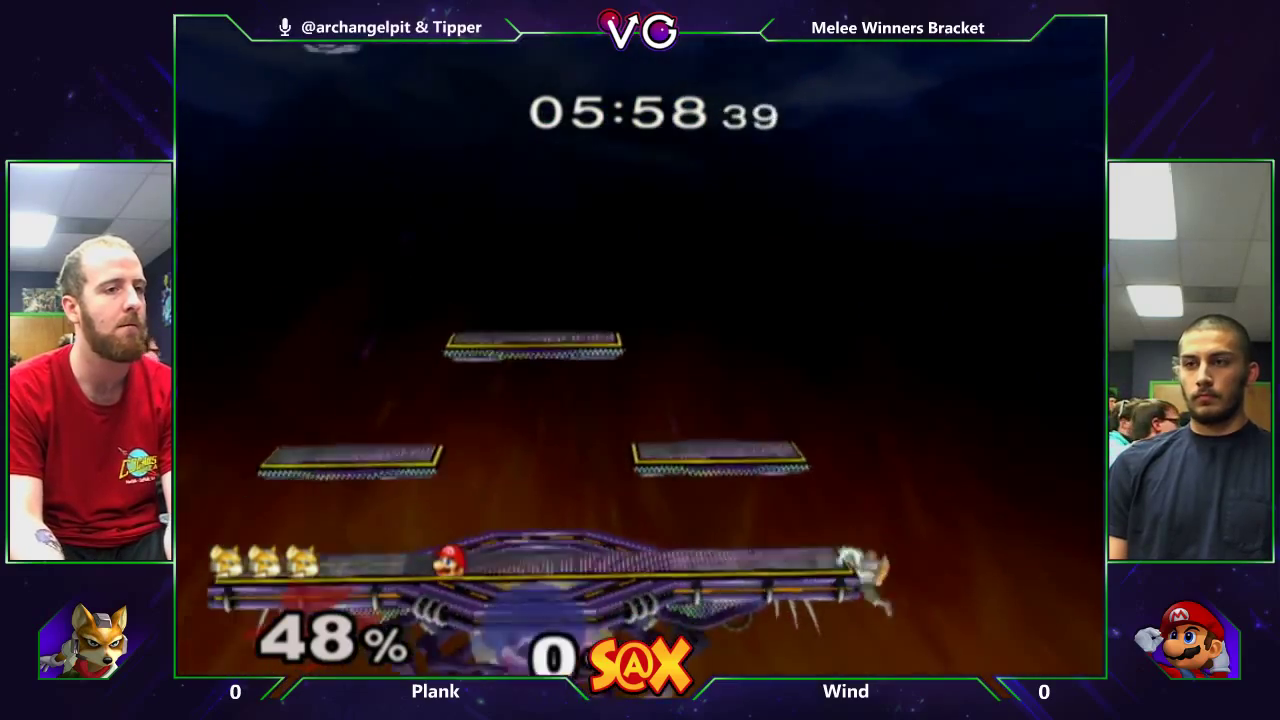 @archangelpit & Tipper
VG
Melee Winners Bracket
05:58 39
48%
0
S@X
0
Plank
Wind
0